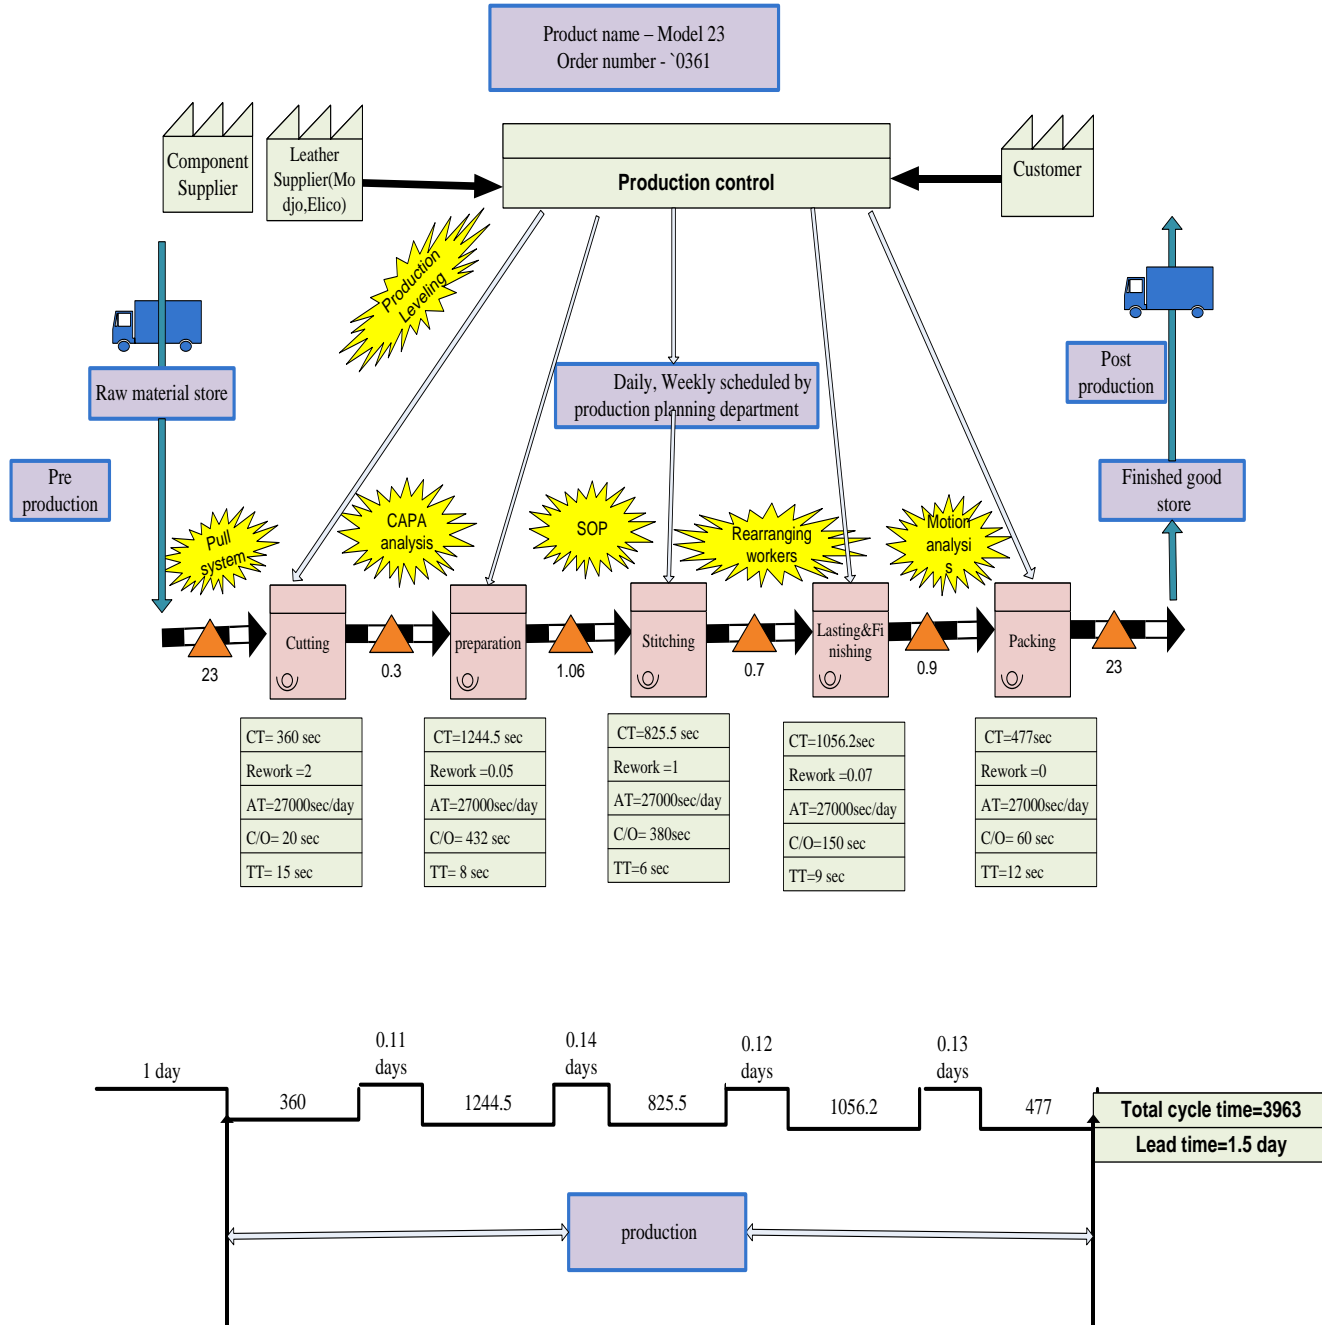 Product name – Model 23
Order number - `0361
Component
Supplier
Leather
Supplier(Mo
djo,Elico)
Production control
Customer
Production
Leveling
Raw material store
Daily, Weekly scheduled by
production planning department
Post
production
Pre
production
Finished good
store
Pull
system
CAPA
analysis
SOP
Rearranging
workers
Motion
analysi
s
Cutting
preparation
Stitching
Lasting&Fi
nishing
Packing
23
0.3
1.06
0.7
0.9
23
CT= 360 sec
Rework =2
AT=27000sec/day
C/O= 20 sec
TT= 15 sec
CT=1244.5 sec
Rework =0.05
AT=27000sec/day
C/O= 432 sec
TT= 8 sec
CT=825.5 sec
Rework =1
AT=27000sec/day
C/O= 380sec
TT=6 sec
CT=1056.2sec
Rework =0.07
AT=27000sec/day
C/O=150 sec
TT=9 sec
CT=477sec
Rework =0
AT=27000sec/day
C/O= 60 sec
TT=12 sec
1 day
0.11
days
0.14
days
0.12
days
0.13
days
360
1244.5
825.5
1056.2
477
Total cycle time=3963
Lead time=1.5 day
production